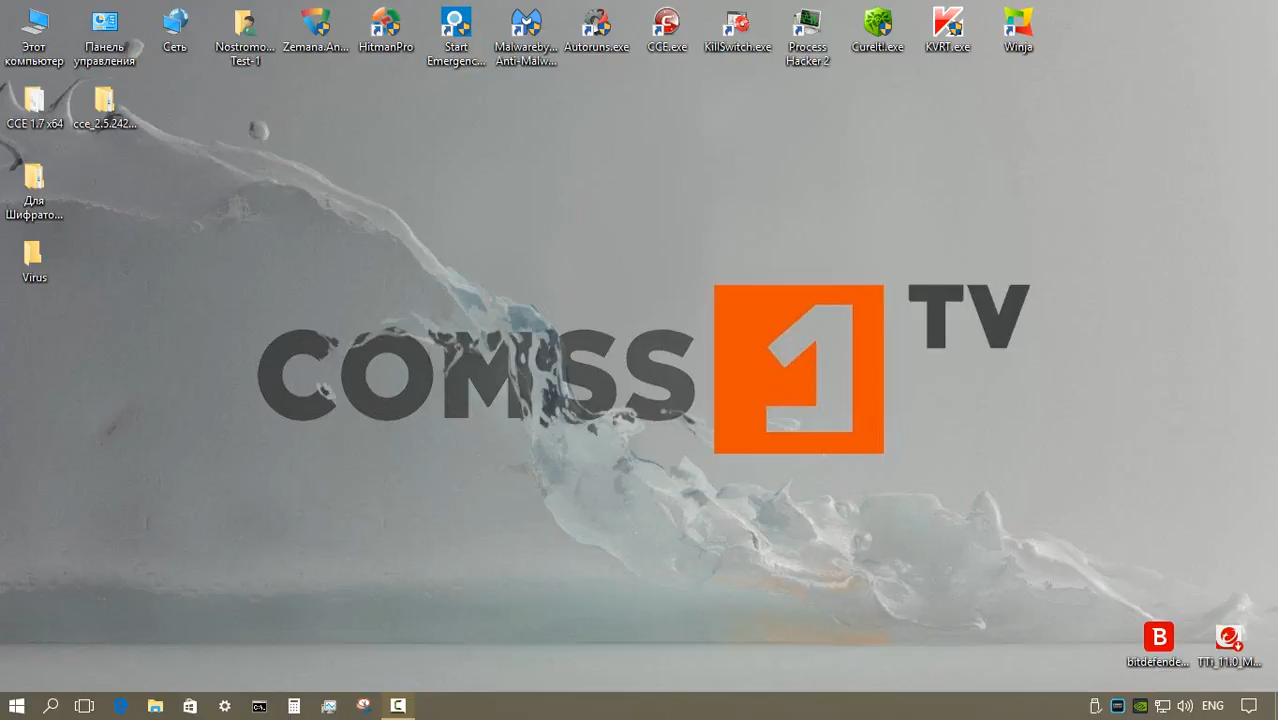 Этот
компьютер
Панель
управления
Сеть
Nostromo...
Test-1
Zemana.An...
HitmanPro
Start
Emergenc...
Malwareby...
Anti-Malw...
Autoruns.exe
CCE.exe
KillSwitch.exe
Process
Hacker 2
CureIt!.exe
KVRT.exe
Winja
CCE 1.7 x64
cce_2.5.242...
Для
Шифрато...
Virus
COMSS 1 TV
B
bitdefende...
TTi_11.0_M...
ENG